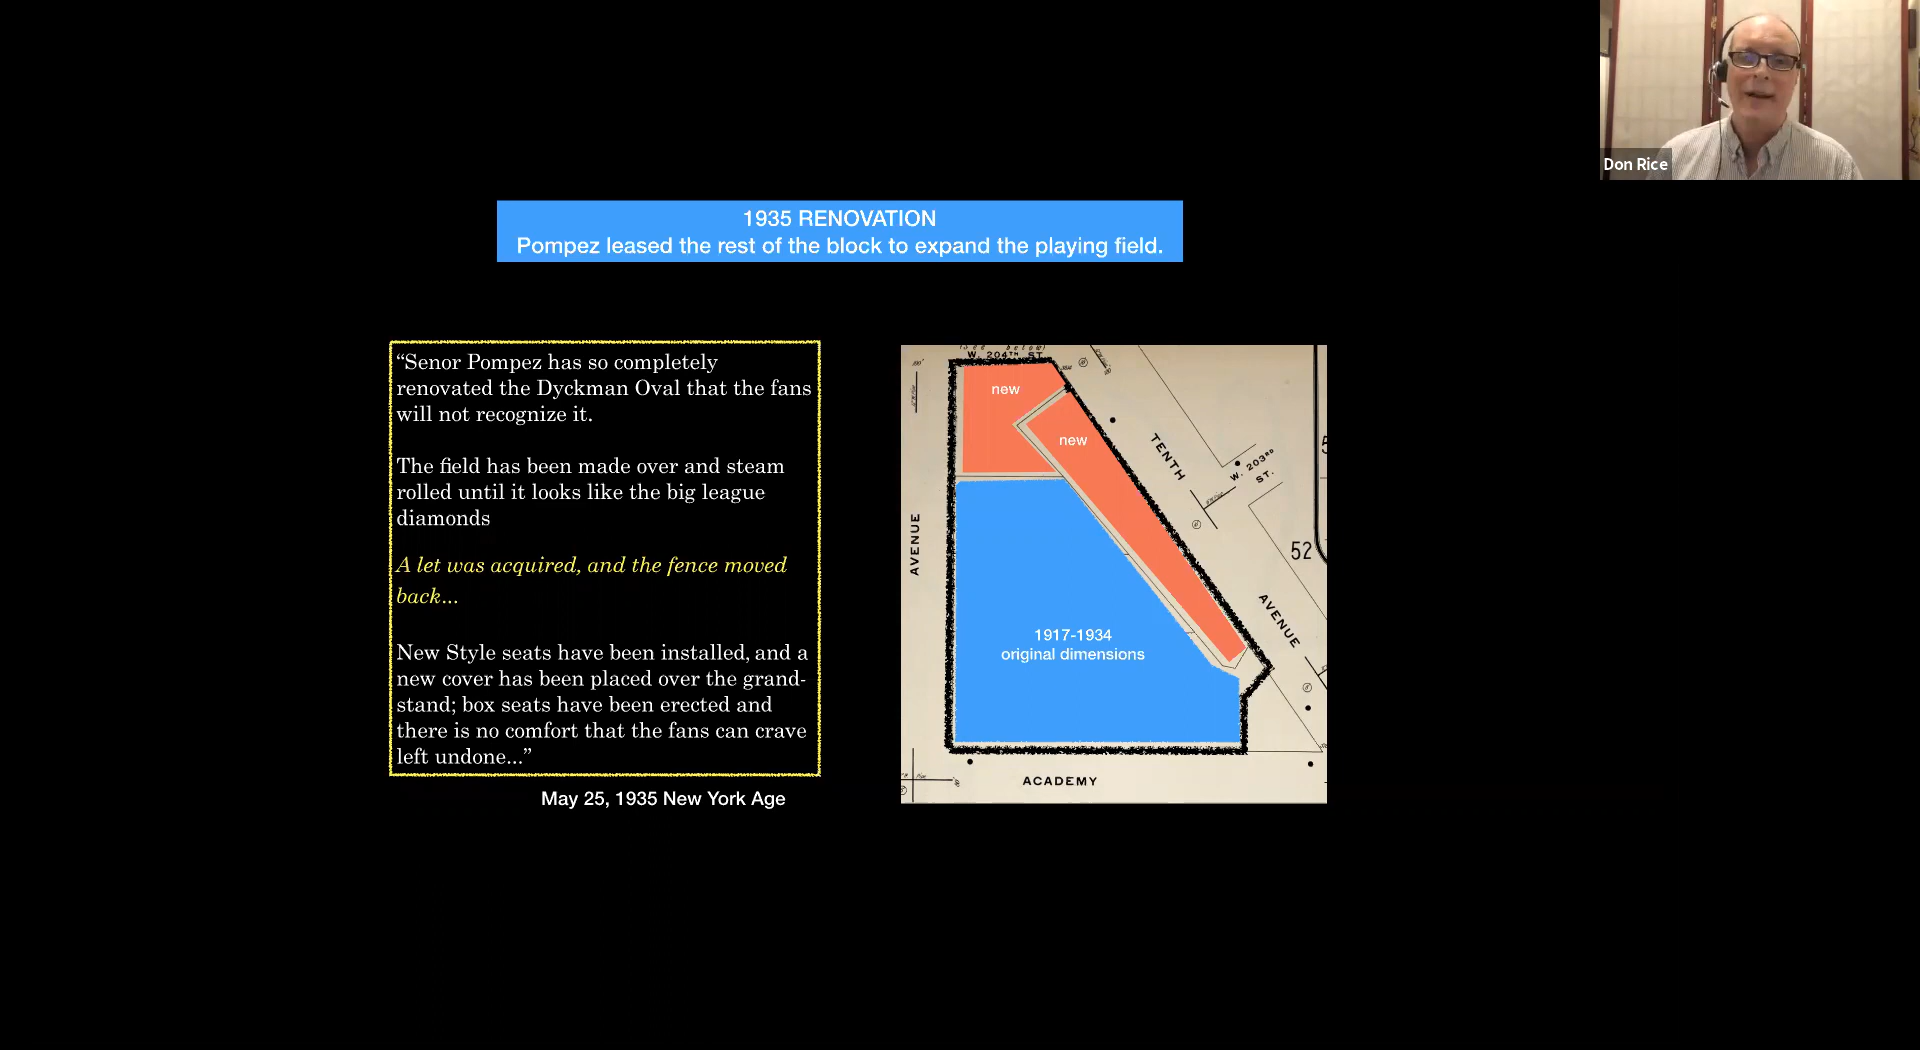 Don Rice
1935 RENOVATION
Pompez leased the rest of the block to expand the playing field.
“Senor Pompez has so completely
renovated the Dyckman Oval that the fans
will not recognize it.
The field has been made over and steam
rolled until it looks like the big league
diamonds
A let was acquired, and the fence moved
back...
New Style seats have been installed, and a
new cover has been placed over the grand-
stand; box seats have been erected and
there is no comfort that the fans can crave
left undone...”
May 25, 1935 New York Age
(See below)
W. 204TH ST.
new
new
TENTH
W. 203RD
ST.
AVENUE
52
AVENUE
1917-1934
original dimensions
ACADEMY